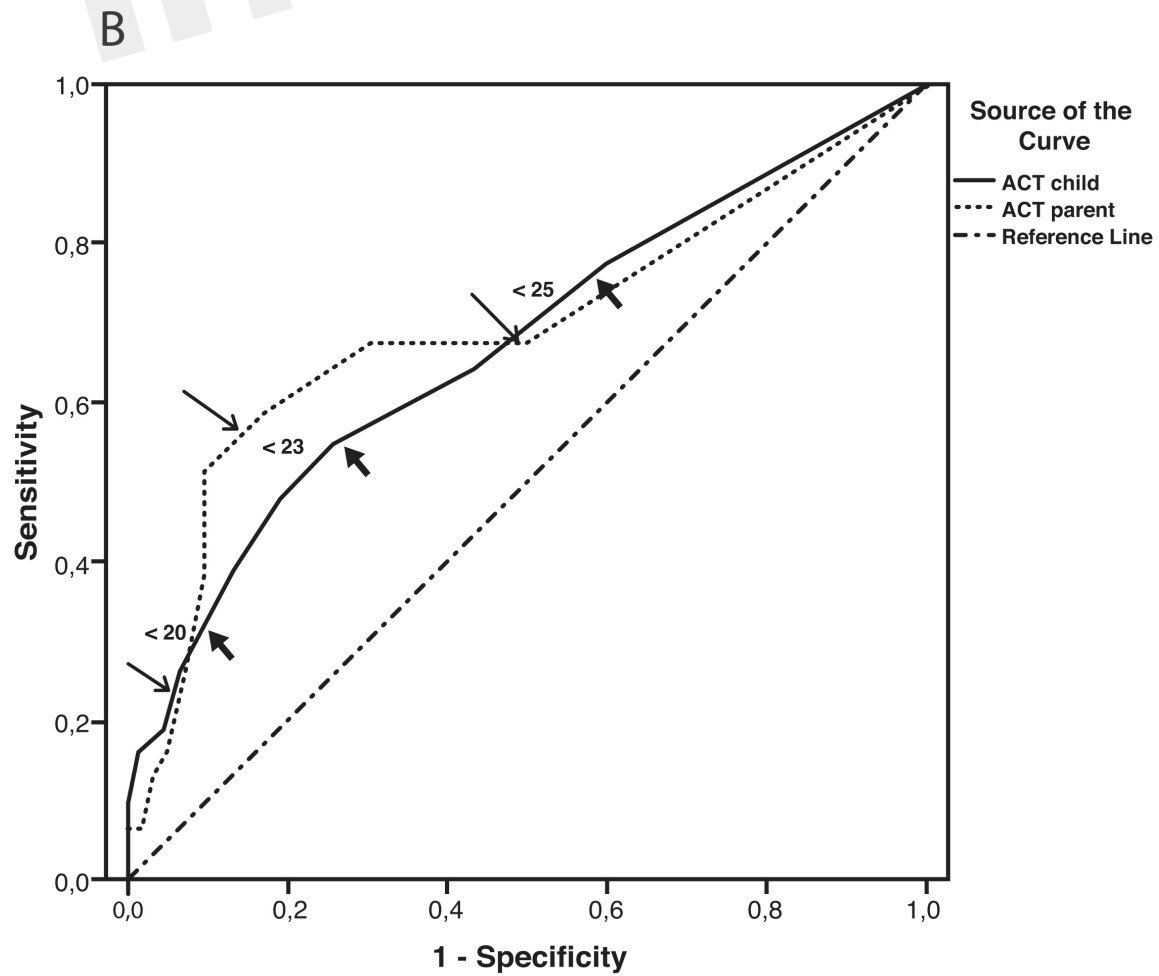 B
1,0
0,8
0,6
0,4
0,2
0,0
Sensitivity
< 25
< 23
< 20
0,0
0,2
0,4
0,6
0,8
1,0
1 - Specificity
Source of the
Curve
ACT child
ACT parent
Reference Line